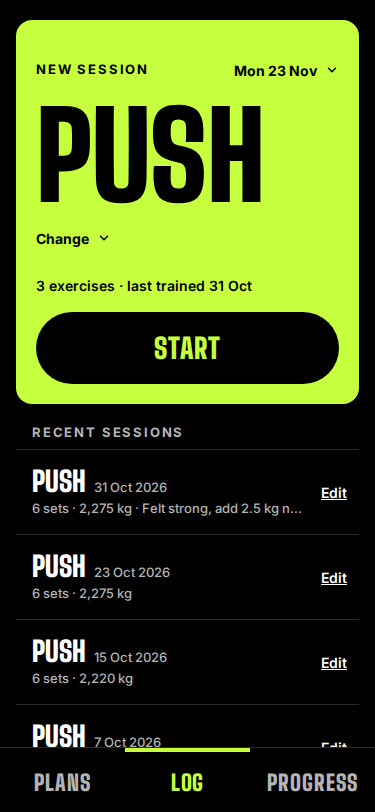 NEW SESSION
Mon 23 Nov
PUSH
Change
3 exercises · last trained 31 Oct
START
RECENT SESSIONS
PUSH 31 Oct 2026
6 sets · 2,275 kg · Felt strong, add 2.5 kg n...
Edit
PUSH 23 Oct 2026
6 sets · 2,275 kg
Edit
PUSH 15 Oct 2026
6 sets · 2,220 kg
Edit
PUSH 7 Oct 2026
Edit
PLANS
LOG
PROGRESS